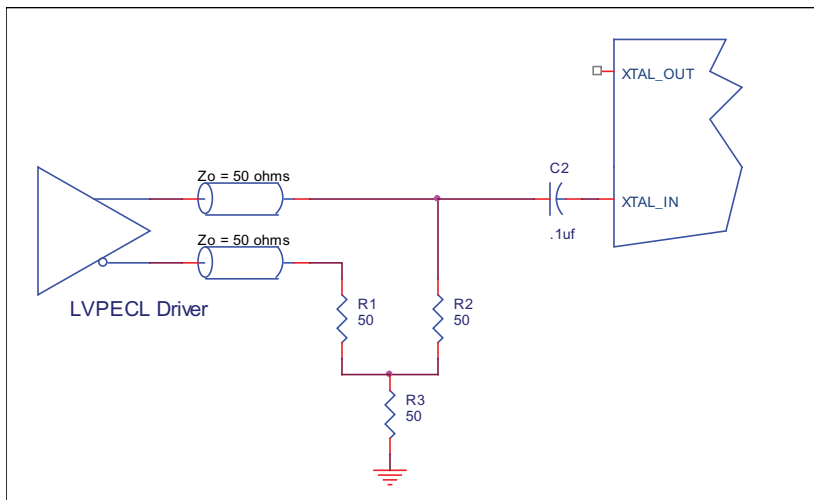 XTAL_OUT
Zo = 50 ohms
C2
XTAL_IN
.1uf
Zo = 50 ohms
LVPECL Driver
R1
50
R2
50
R3
50